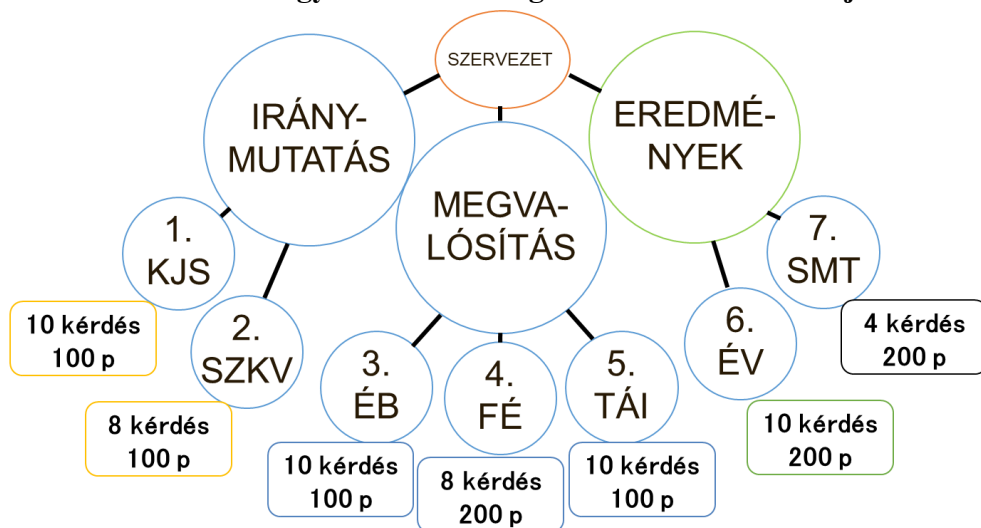 SZERVEZET
IRÁNY-
MUTATÁS
EREDMÉ-
NYEK
MEGVA-
LÓSÍTÁS
1.
KJS
10 kérdés
100 p
2.
SZKV
8 kérdés
100 p
3.
ÉB
10 kérdés
100 p
4.
FÉ
8 kérdés
200 p
5.
TÁI
10 kérdés
100 p
6.
ÉV
10 kérdés
200 p
7.
SMT
4 kérdés
200 p